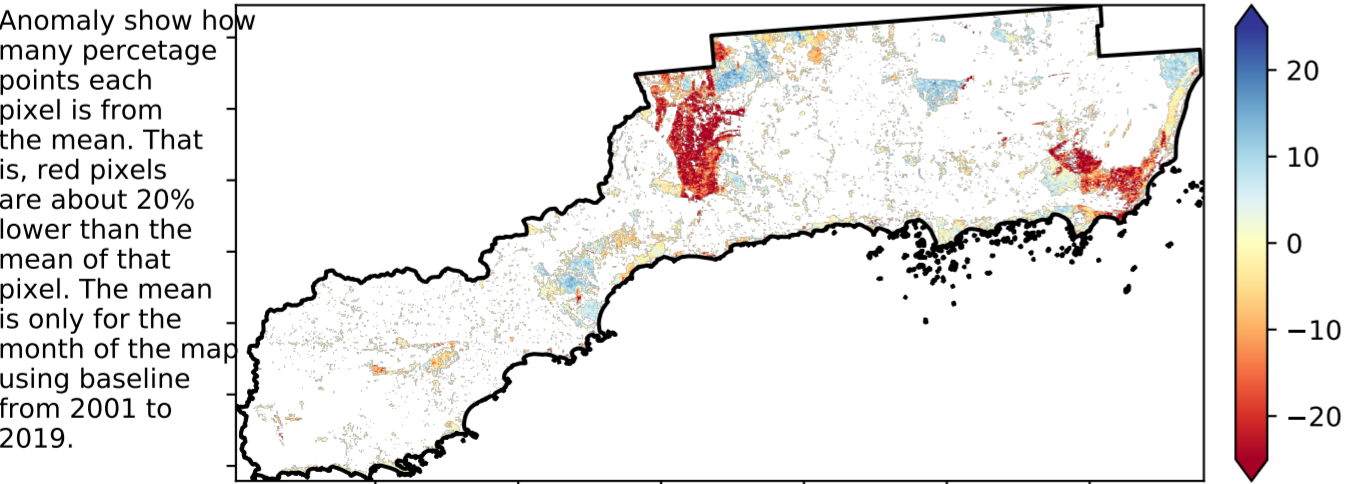 Anomaly show how
many percetage
points each
pixel is from
the mean. That
is, red pixels
are about 20%
lower than the
mean of that
pixel. The mean
is only for the
month of the map
using baseline
from 2001 to
2019.
20
10
0
−10
−20